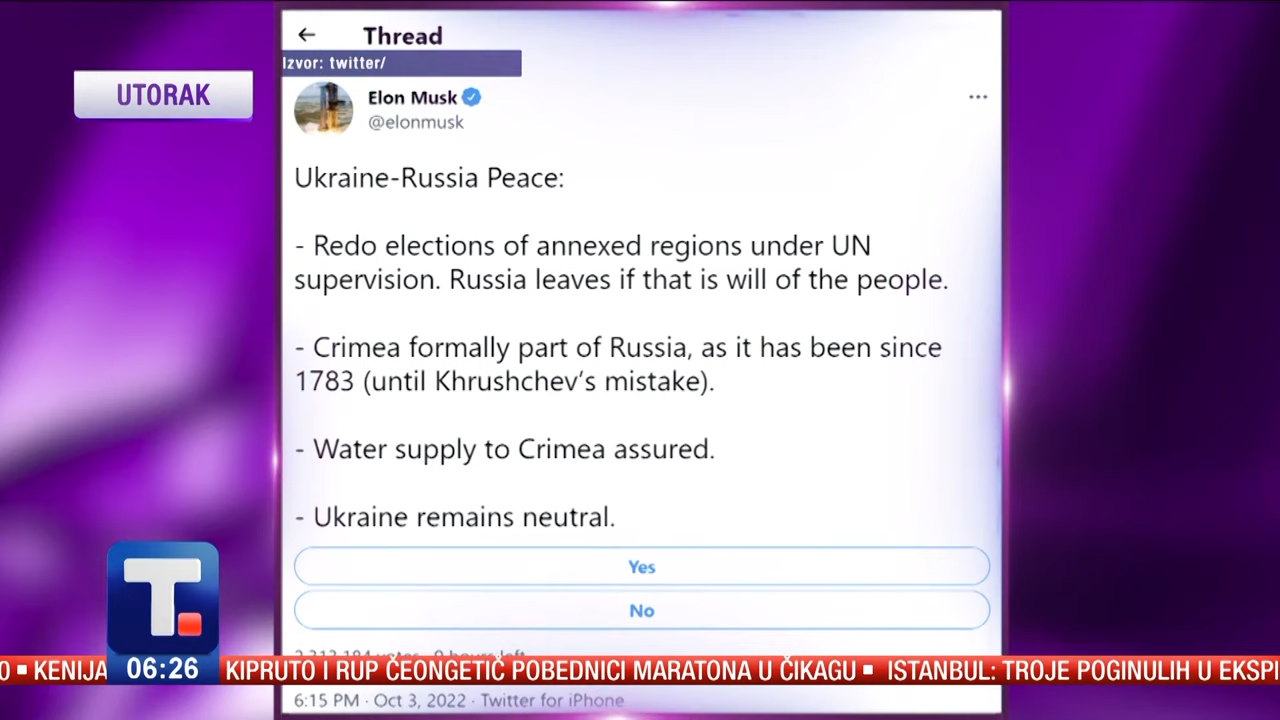 Thread
Izvor: twitter/
UTORAK
Elon Musk
@elonmusk
Ukraine-Russia Peace:
- Redo elections of annexed regions under UN
supervision. Russia leaves if that is will of the people.
- Crimea formally part of Russia, as it has been since
1783 (until Khrushchev's mistake).
- Water supply to Crimea assured.
- Ukraine remains neutral.
Yes
No
T.
06:26
O ▪ KENIJA KIPRUTO I RUP ČEONGETIČ POBEDNICI MARATONA U ČIKAGU ▪ ISTANBUL: TROJE POGINULIH U EKSPI
6:15 PM · Oct 3, 2022 · Twitter for iPhone